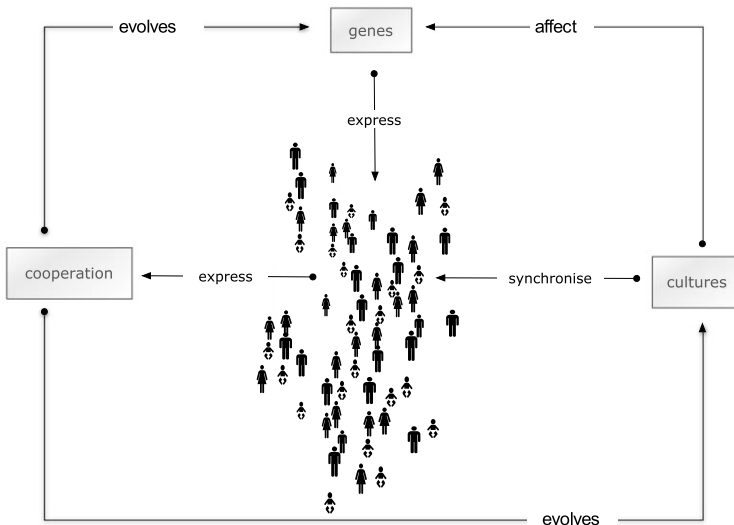 evolves
genes
affect
express
cooperation
express
synchronise
cultures
evolves